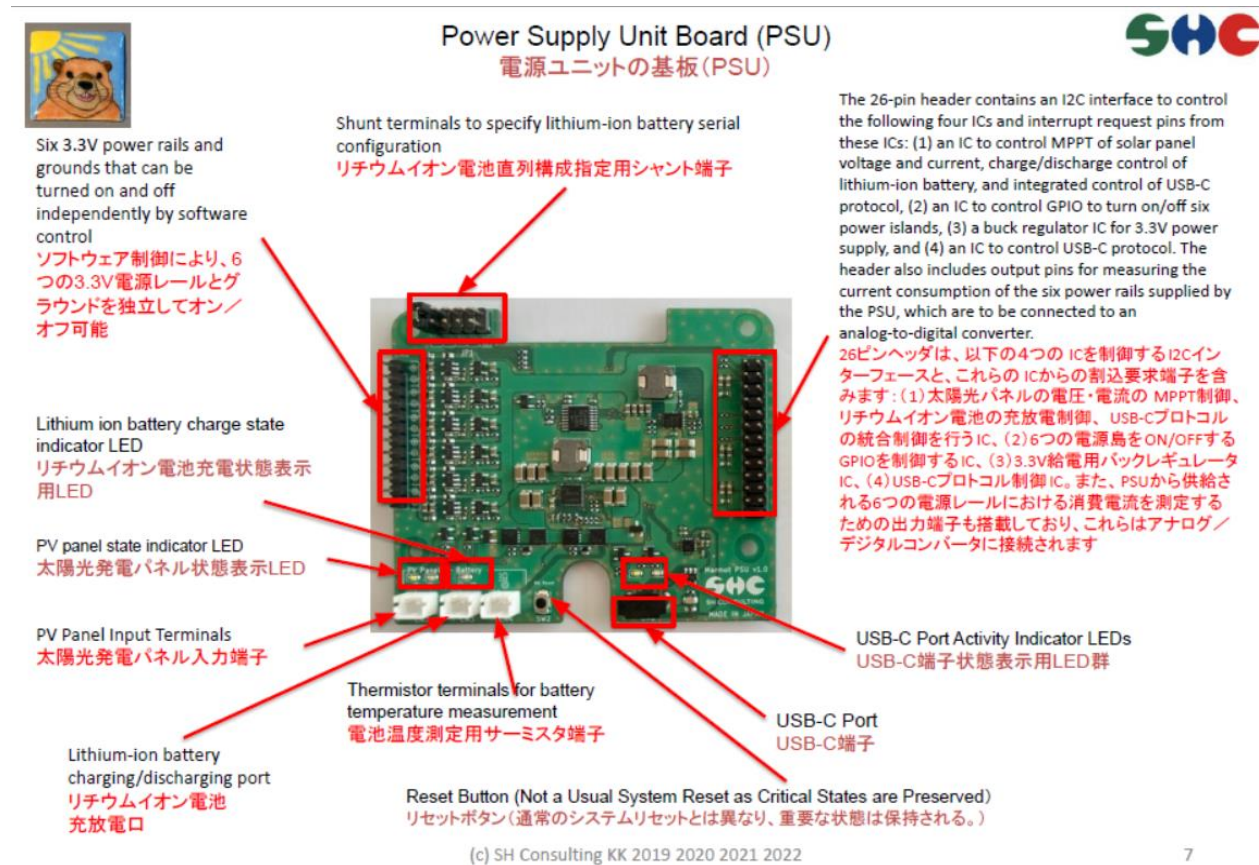 Power Supply Unit Board (PSU)
電源ユニットの基板(PSU)
SHC
Six 3.3V power rails and
grounds that can be
turned on and off
independently by software
control
ソフトウェア制御により、6
つの3.3V電源レールとグ
ラウンドを独立してオン／
オフ可能
Shunt terminals to specify lithium-ion battery serial
configuration
リチウムイオン電池直列構成指定用シャント端子
The 26-pin header contains an I2C interface to control
the following four ICs and interrupt request pins from
these ICs: (1) an IC to control MPPT of solar panel
voltage and current, charge/discharge control of
lithium-ion battery, and integrated control of USB-C
protocol, (2) an IC to control GPIO to turn on/off six
power islands, (3) a buck regulator IC for 3.3V power
supply, and (4) an IC to control USB-C protocol. The
header also includes output pins for measuring the
current consumption of the six power rails supplied by
the PSU, which are to be connected to an
analog-to-digital converter.
26ピンヘッダは、以下の4つの ICを制御するI2Cイン
ターフェースと、これらの ICからの割込要求端子を含
みます:(1)太陽光パネルの電圧・電流の MPPT制御、
リチウムイオン電池の充放電制御、 USB-Cプロトコル
の統合制御を行うIC、(2)6つの電源島をON/OFFする
GPIOを制御するIC、(3)3.3V給電用バックレギュレータ
IC、(4)USB-Cプロトコル制御 IC。また、PSUから供給さ
れる6つの電源レールにおける消費電流を測定する
ための出力端子も搭載しており、これらはアナログ／
デジタルコンバータに接続されます
Lithium ion battery charge state
indicator LED
リチウムイオン電池充電状態表示
用LED
PV panel state indicator LED
太陽光発電パネル状態表示LED
PV Panel Input Terminals
太陽光発電パネル入力端子
Lithium-ion battery
charging/discharging port
リチウムイオン電池
充放電口
Thermistor terminals for battery
temperature measurement
電池温度測定用サーミスタ端子
PV Panel
Battery
SW2
Marmot PSU v1.0
SHC
SH CONSULTING
MADE IN JAPAN
USB-C Port Activity Indicator LEDs
USB-C端子状態表示用LED群
USB-C Port
USB-C端子
Reset Button (Not a Usual System Reset as Critical States are Preserved)
リセットボタン(通常のシステムリセットとは異なり、重要な状態は保持される。)
(c) SH Consulting KK 2019 2020 2021 2022
7